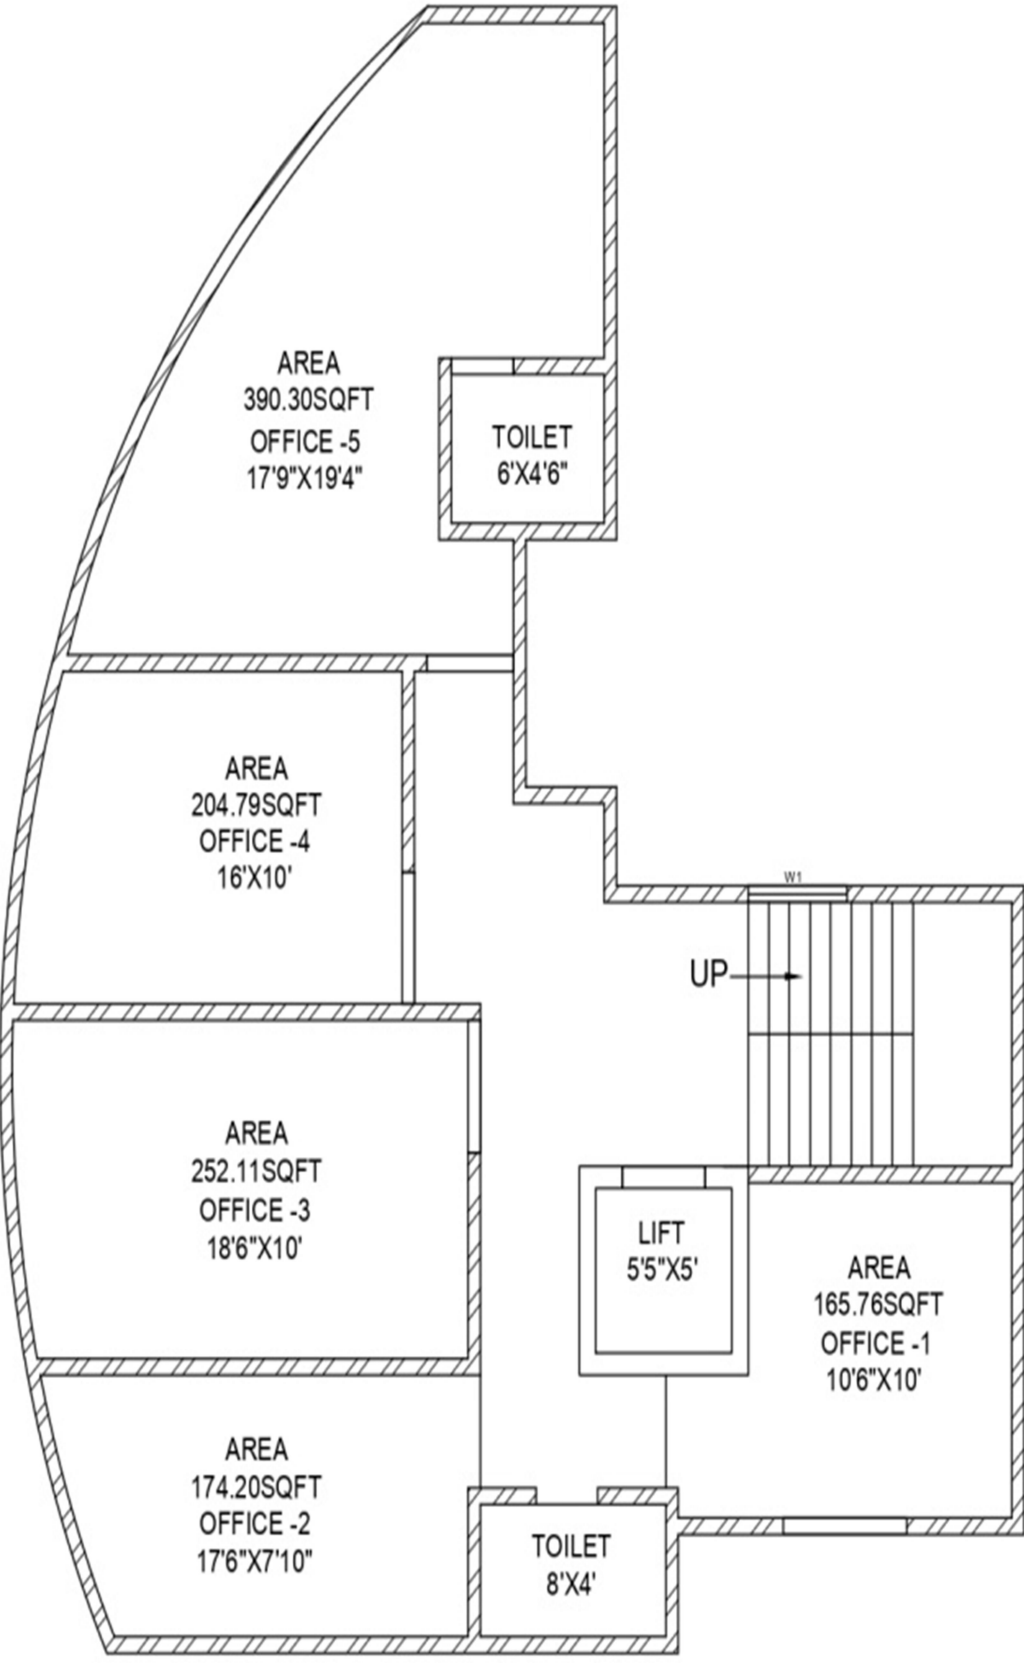 AREA
390.30SQFT
OFFICE -5
17'9"X19'4"
TOILET
6'X4'6"
AREA
204.79SQFT
OFFICE -4
16'X10'
W1
UP
AREA
252.11SQFT
OFFICE -3
18'6"X10'
LIFT
5'5"X5'
AREA
165.76SQFT
OFFICE -1
10'6"X10'
AREA
174.20SQFT
OFFICE -2
17'6"X7'10"
TOILET
8'X4'